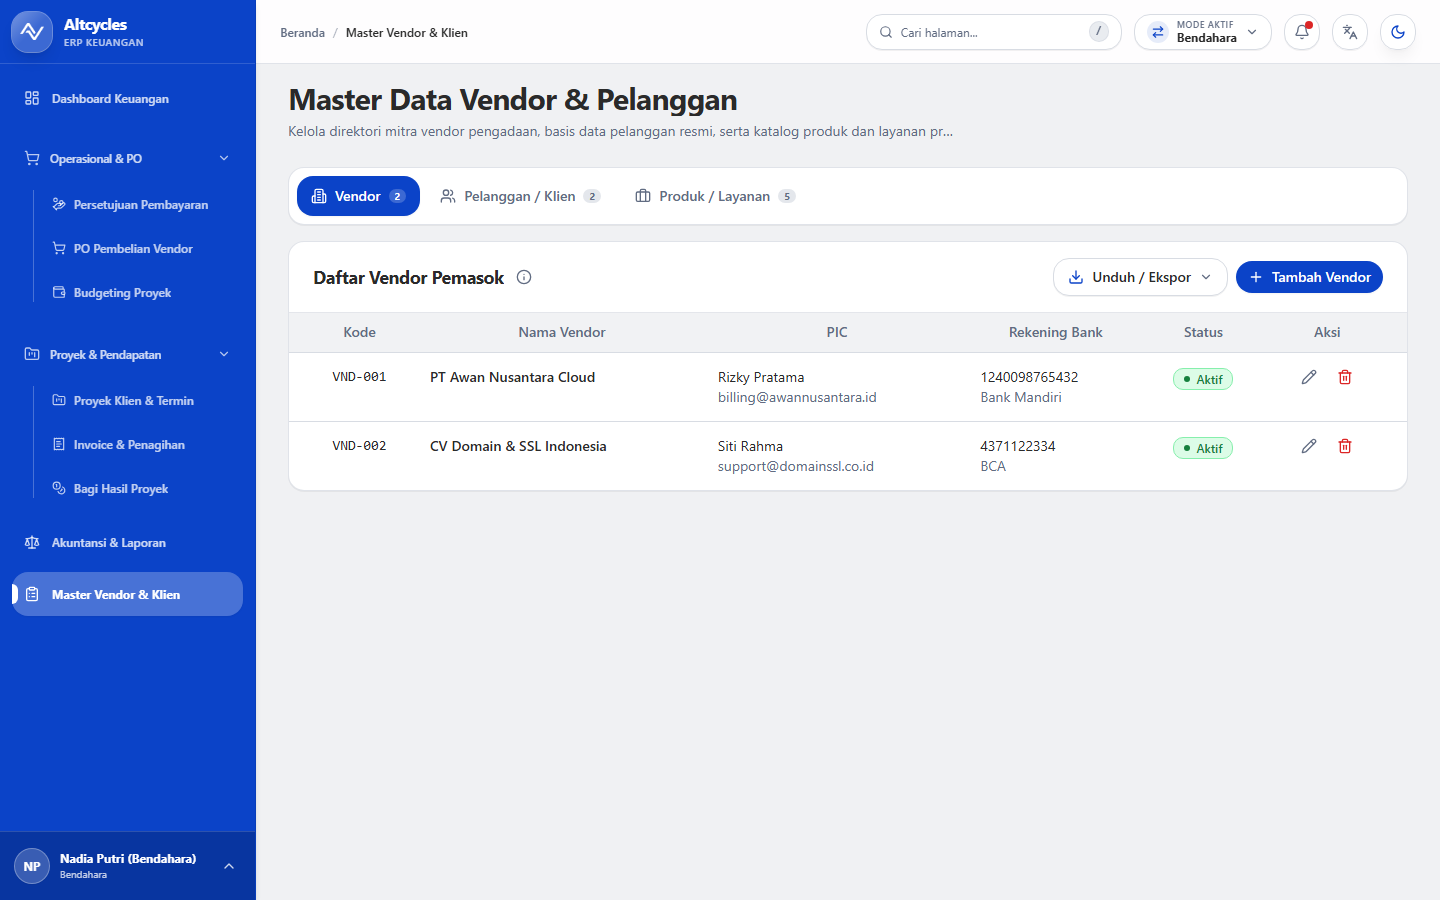 Altcycles
ERP KEUANGAN
Dashboard Keuangan
Operasional & PO
Persetujuan Pembayaran
PO Pembelian Vendor
Budgeting Proyek
Proyek & Pendapatan
Proyek Klien & Termin
Invoice & Penagihan
Bagi Hasil Proyek
Akuntansi & Laporan
Master Vendor & Klien
NP
Nadia Putri (Bendahara)
Bendahara
Beranda / Master Vendor & Klien
Cari halaman... /
MODE AKTIF
Bendahara
Master Data Vendor & Pelanggan
Kelola direktori mitra vendor pengadaan, basis data pelanggan resmi, serta katalog produk dan layanan pr...
Vendor 2
Pelanggan / Klien 2
Produk / Layanan 5
Daftar Vendor Pemasok
Unduh / Ekspor
Tambah Vendor
Kode Nama Vendor PIC Rekening Bank Status Aksi
VND-001 PT Awan Nusantara Cloud Rizky Pratama 1240098765432 Aktif
billing@awannusantara.id Bank Mandiri
VND-002 CV Domain & SSL Indonesia Siti Rahma 4371122334 Aktif
support@domainssl.co.id BCA